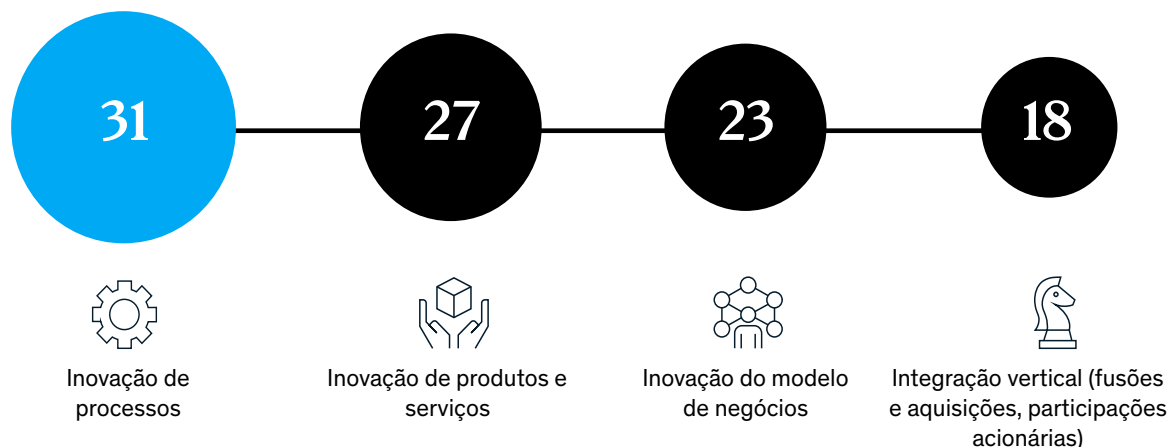 31
27
23
18
Inovação de
processos
Inovação de produtos e
serviços
Inovação do modelo
de negócios
Integração vertical (fusões
e aquisições, participações
acionárias)